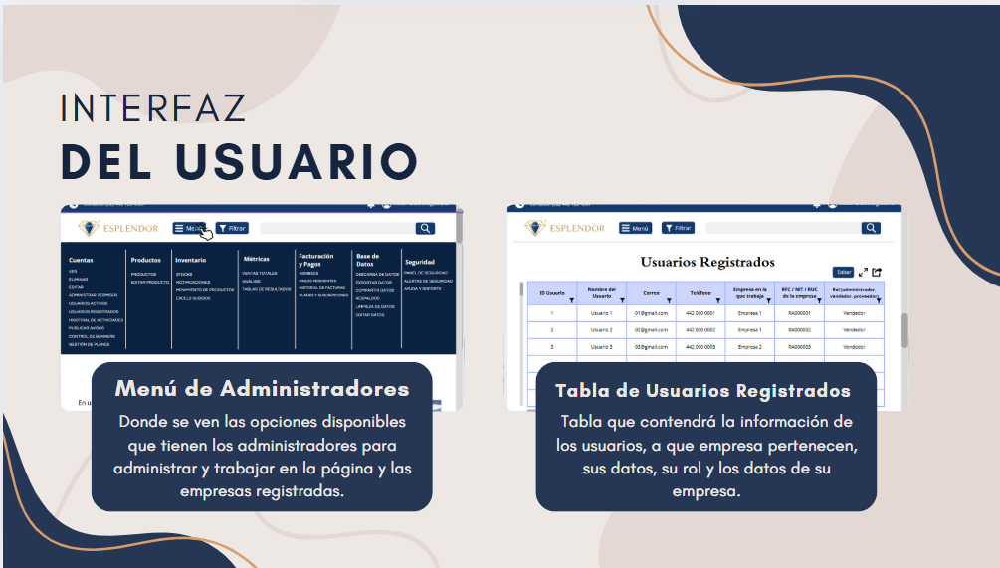 INTERFAZ
DEL USUARIO
ESPLENDOR
Menú
Filtrar
Cuentas
VER
ELIMINAR
EDITAR
ADMINISTRAR PERMISOS
USUARIOS ACTIVOS
USUARIOS REGISTRADOS
HISOTIRAL DE ACTIVIDADES
PUBLICAR AVISOS
CONTROL DE BANNERS
GESTIÓN DE PLANES
Productos
PRODUCTOS
EDITAR PRODUCTO
Inventario
STOCKS
NOTIFICACIONES
MOVIMIENTO DE PRODUCTOS
EXCELS SUBIDOS
Métricas
VENTAS TOTALES
ANALISIS
TABLAS DE RESULTADOS
Facturación
y Pagos
INGRESOS
PAGOS PENDIENTES
HISTORIAL DE FACTURAS
PLANES Y SUSCRIPCIONES
Base de
Datos
DESCARGA DE DATOS
EXPORTAR DATOS
COMPARTIR DATOS
RESPALDOS
LIMPIEZA DE DATOS
EDITAR DATOS
Seguridad
PANEL DE SEGURIDAD
ALERTAS DE SEGURIDAD
AYUDA Y SOPORTE
En u
Menú de Administradores
Donde se ven las opciones disponibles
que tienen los administradores para
administrar y trabajar en la página y las
empresas registradas.
ESPLENDOR
Menú
Filtrar
Usuarios Registrados
Editar
ID Usuario
Nombre del
Usuario
Correo
Teléfono
Empresa en la
que trabaja
RFC / NIT / RUC
de la empresa
Rol (administrador,
vendedor, proveedor)
1 Usuario 1 01@gmail.com 442 000 0001 Empresa 1 RA000001 Vendedor
2 Usuario 2 02@gmail.com 442 000 0002 Empresa 1 RA000002 Vendedor
3 Usuario 3 03@gmail.com 442 000 0003 Empresa 2 RA000003 Vendedor
Tabla de Usuarios Registrados
Tabla que contendrá la información de
los usuarios, a que empresa pertenecen,
sus datos, su rol y los datos de su
empresa.